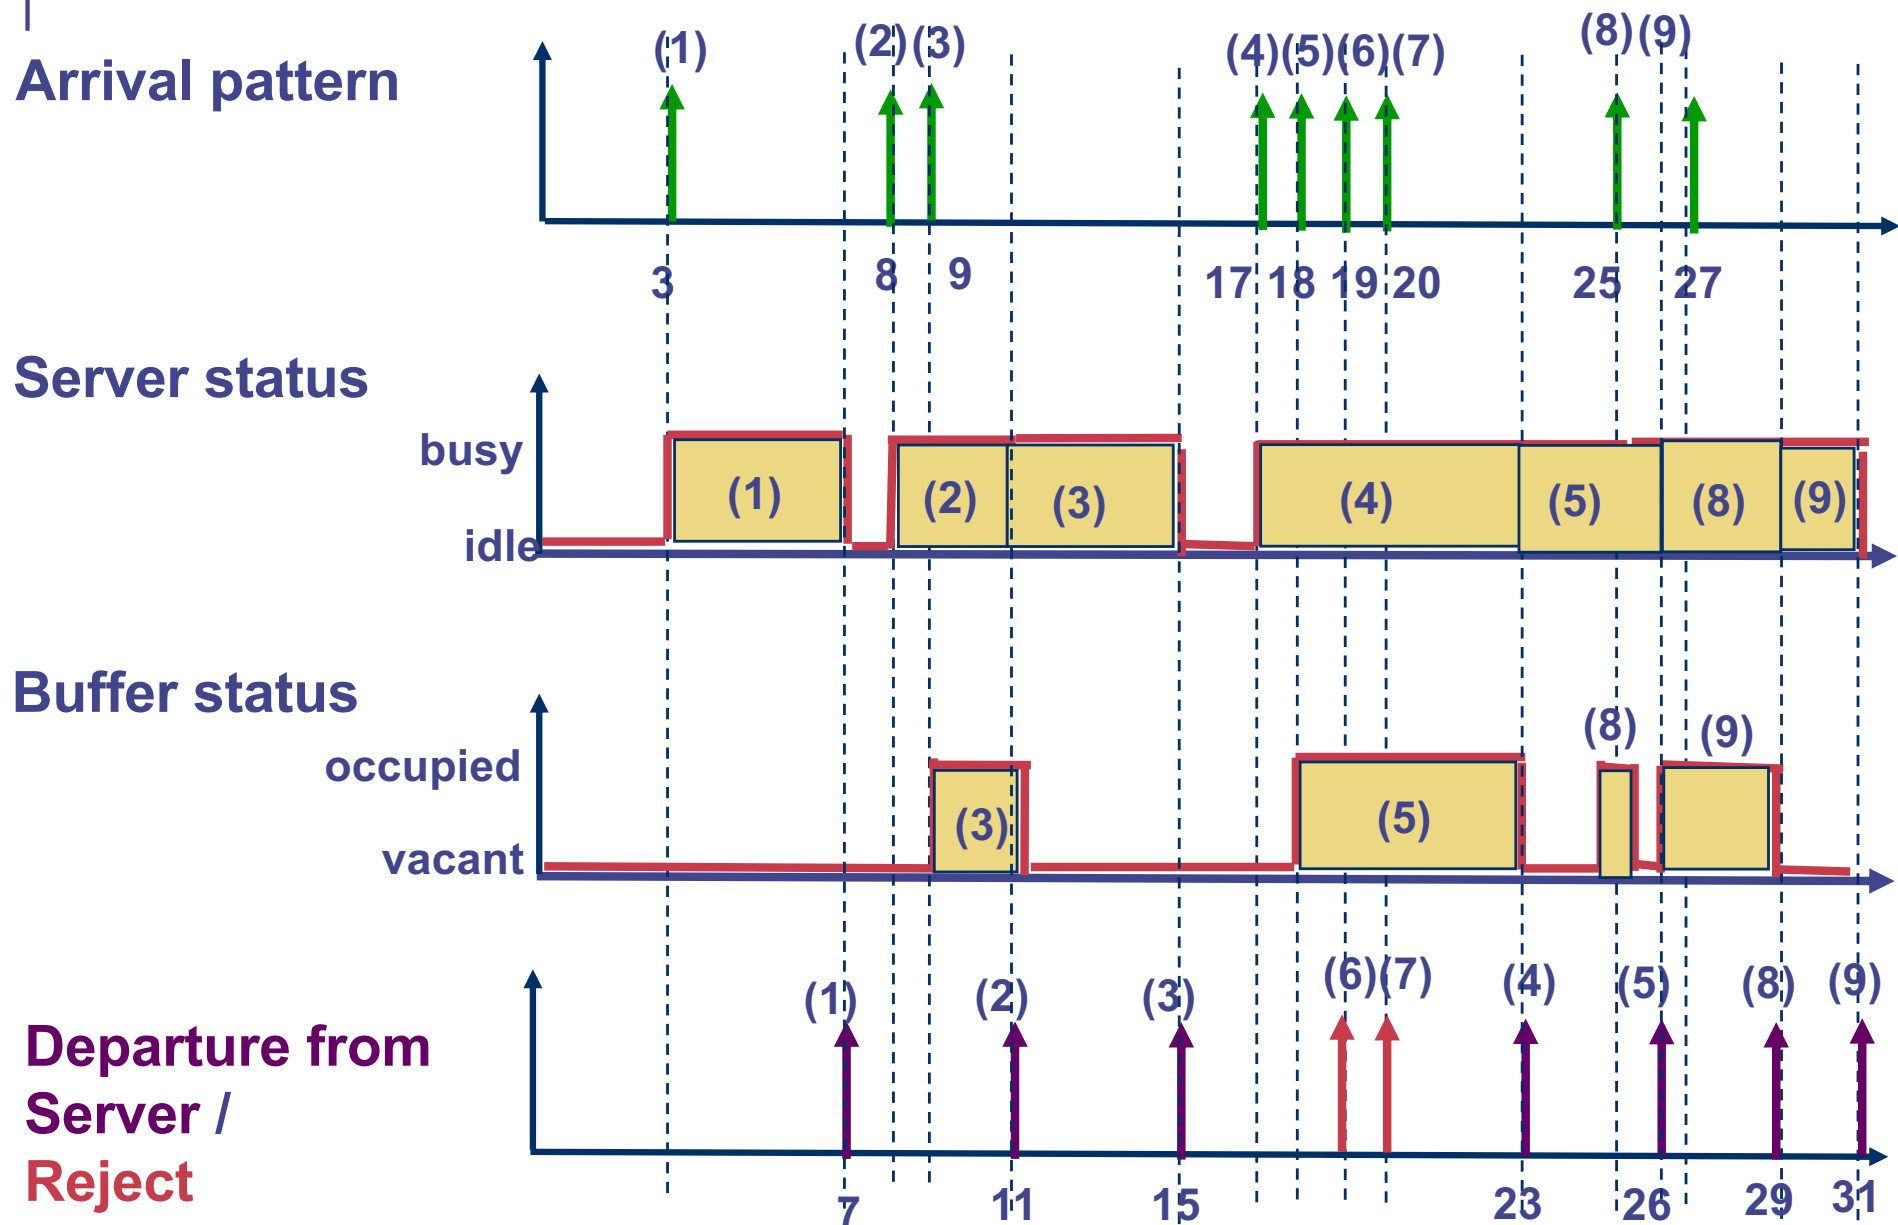 (1) (2) (3) (4) (5) (6) (7) (8) (9)
Arrival pattern
3 8 9 17 18 19 20 25 27
Server status
busy
(1) (2) (3) (4) (5) (8) (9)
idle
Buffer status
(8) (9)
occupied
(3) (5)
vacant
(1) (2) (3) (6) (7) (4) (5) (8) (9)
Departure from
Server /
Reject
7 11 15 23 26 29 31